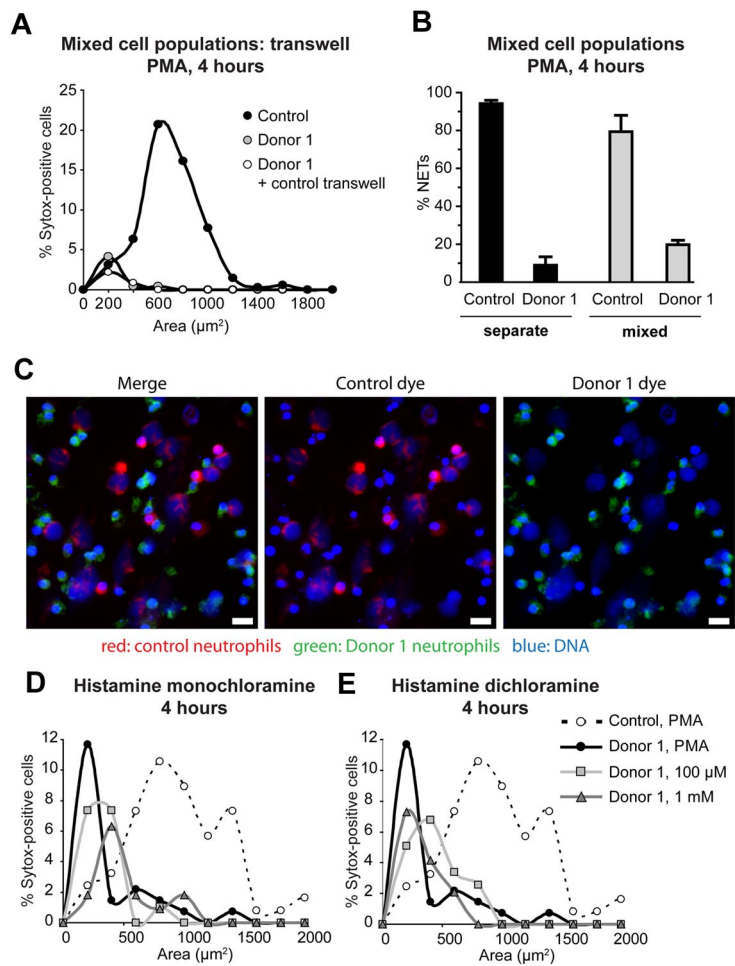 A
Mixed cell populations: transwell
PMA, 4 hours
% Sytox-positive cells
25
20
15
10
5
0
0 200 600 1000 1400 1800
Area (µm²)
Control
Donor 1
Donor 1
+ control transwell
B
Mixed cell populations
PMA, 4 hours
% NETs
100
80
60
40
20
0
Control Donor 1 Control Donor 1
separate mixed
C
Merge Control dye Donor 1 dye
red: control neutrophils green: Donor 1 neutrophils blue: DNA
D
Histamine monochloramine
4 hours
% Sytox-positive cells
12
10
8
6
4
2
0
0 500 1000 1500 2000
Area (µm²)
E
Histamine dichloramine
4 hours
% Sytox-positive cells
12
10
8
6
4
2
0
0 500 1000 1500 2000
Area (µm²)
Control, PMA
Donor 1, PMA
Donor 1, 100 µM
Donor 1, 1 mM